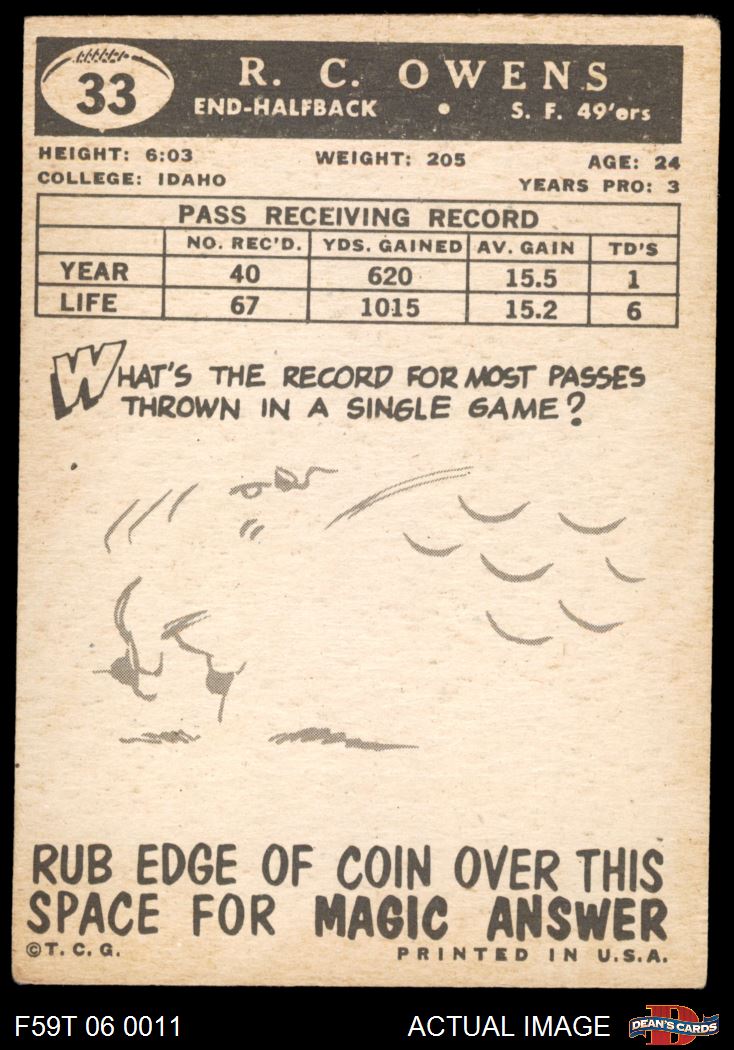 33
R. C. OWENS
END-HALFBACK • S. F. 49'ers
HEIGHT: 6:03 WEIGHT: 205 AGE: 24
COLLEGE: IDAHO YEARS PRO: 3
PASS RECEIVING RECORD
NO. REC'D. YDS. GAINED AV. GAIN TD'S
YEAR 40 620 15.5 1
LIFE 67 1015 15.2 6
WHAT'S THE RECORD FOR MOST PASSES
THROWN IN A SINGLE GAME?
RUB EDGE OF COIN OVER THIS
SPACE FOR MAGIC ANSWER
©T. C. G. PRINTED IN U.S.A.
F59T 06 0011 ACTUAL IMAGE D DEAN'S CARDS